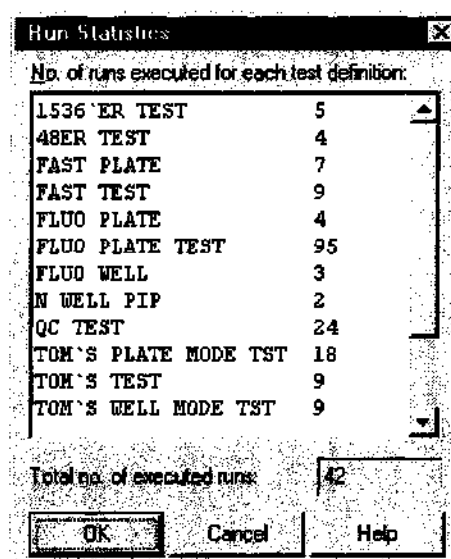 Run Statistics
No. of runs executed for each test definition:
1536`ER TEST 5
48ER TEST 4
FAST PLATE 7
FAST TEST 9
FLUO PLATE 4
FLUO PLATE TEST 95
FLUO WELL 3
N WELL PIP 2
QC TEST 24
TOM`S PLATE MODE TST 18
TOM`S TEST 9
TOM`S WELL MODE TST 9
Total no. of executed runs: 42
OK Cancel Help